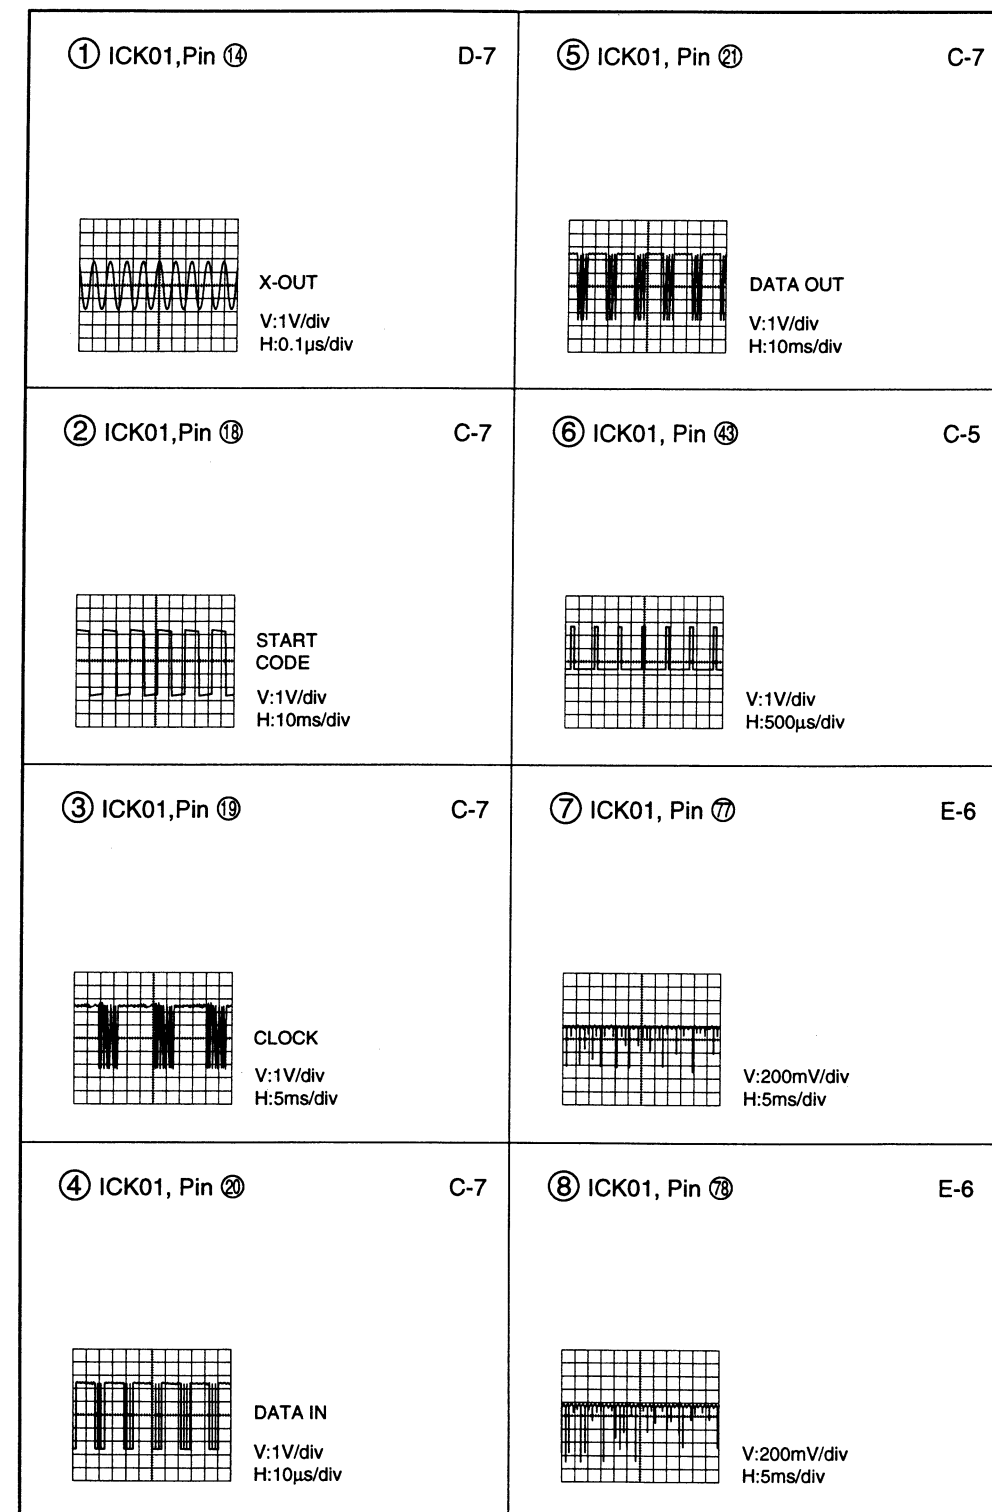 ① ICK01,Pin ⑭ D-7
X-OUT
V:1V/div
H:0.1µs/div
② ICK01,Pin ⑱ C-7
START
CODE
V:1V/div
H:10ms/div
③ ICK01,Pin ⑲ C-7
CLOCK
V:1V/div
H:5ms/div
④ ICK01, Pin ⑳ C-7
DATA IN
V:1V/div
H:10µs/div
⑤ ICK01, Pin ㉑ C-7
DATA OUT
V:1V/div
H:10ms/div
⑥ ICK01, Pin ㊸ C-5
V:1V/div
H:500µs/div
⑦ ICK01, Pin 77 E-6
V:200mV/div
H:5ms/div
⑧ ICK01, Pin 78 E-6
V:200mV/div
H:5ms/div